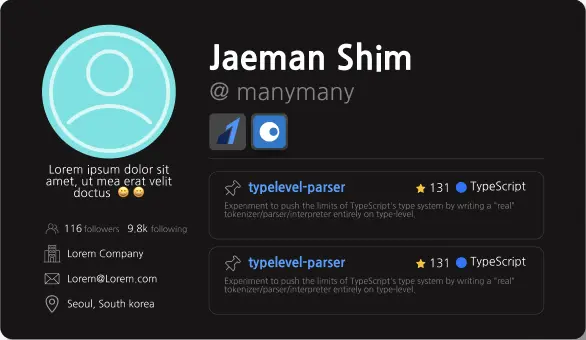 Jaeman Shim
@ manymany
Lorem ipsum dolor sit
amet, ut mea erat velit
doctus 😀 😀
116 followers 9.8k following
Lorem Company
Lorem@Lorem.com
Seoul, South korea
typelevel-parser 131 TypeScript
Experiment to push the limits of TypeScript's type system by writing a "real"
tokenizer/parser/interpreter entirely on type-level.
typelevel-parser 131 TypeScript
Experiment to push the limits of TypeScript's type system by writing a "real"
tokenizer/parser/interpreter entirely on type-level.